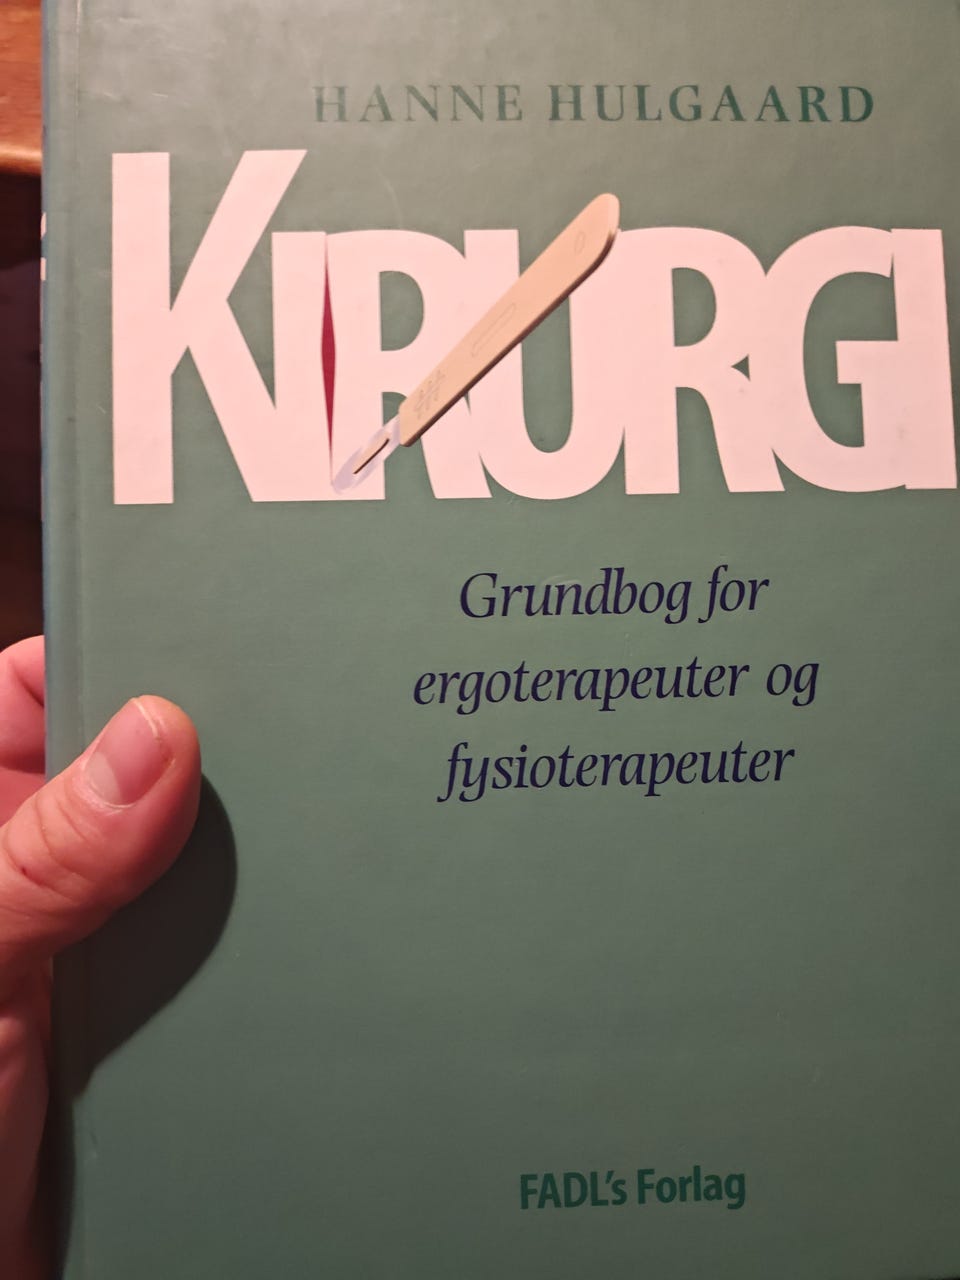 HANNE HULGAARD
KIRURGI
Grundbog for
ergoterapeuter og
fysioterapeuter
FADL's Forlag